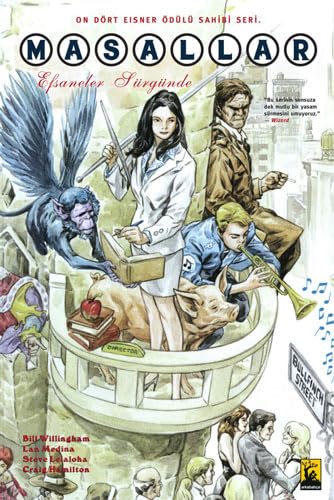 ON DÖRT EISNER ÖDÜLÜ SAHİBİ SERİ.
MASALLAR
Efsaneler Sürgünde
"Bu serinin sonsuza
dek mutlu bir yaşam
sürmesini umuyoruz."
— Wizard
DIRECTOR
BULLFINCH
STREET
Bill Willingham
Lan Medina
Steve Leialoha
Craig Hamilton
arkabahçe